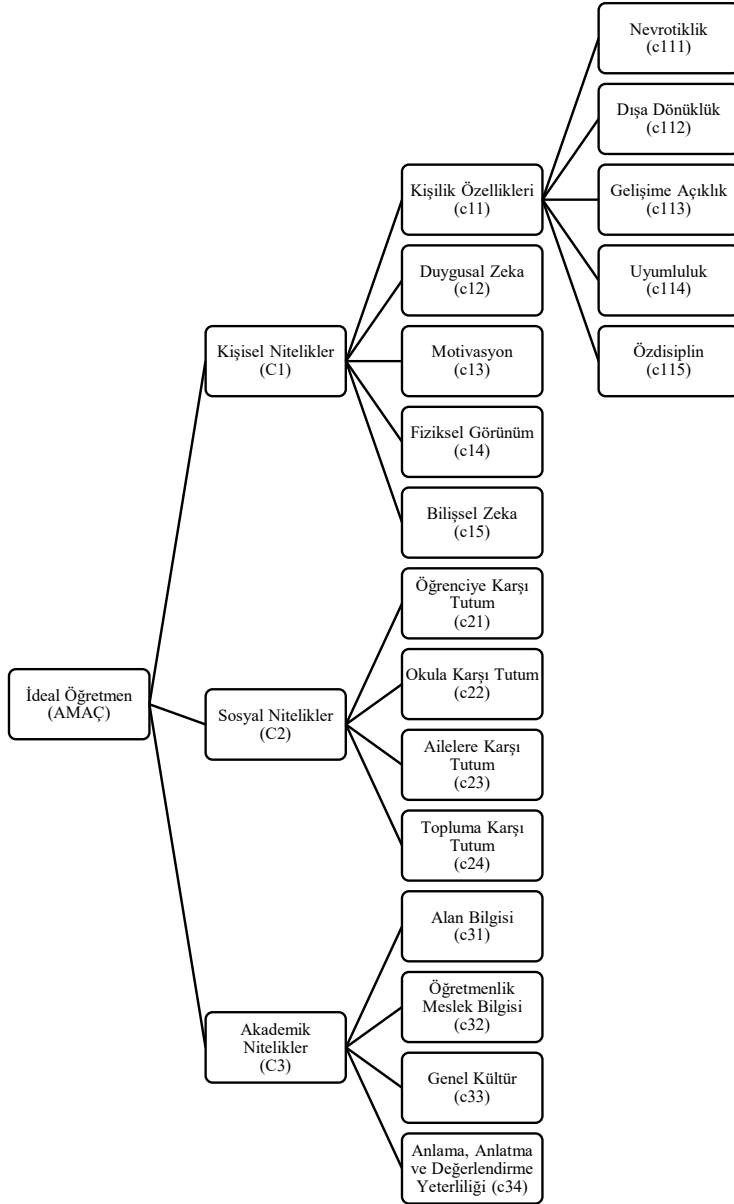 İdeal Öğretmen
(AMAÇ)
Kişisel Nitelikler
(C1)
Kişilik Özellikleri
(c11)
Nevrotiklik
(c111)
Dışa Dönüklük
(c112)
Gelişime Açıklık
(c113)
Uyumluluk
(c114)
Özdisiplin
(c115)
Duygusal Zeka
(c12)
Motivasyon
(c13)
Fiziksel Görünüm
(c14)
Bilişsel Zeka
(c15)
Sosyal Nitelikler
(C2)
Öğrenciye Karşı
Tutum
(c21)
Okula Karşı Tutum
(c22)
Ailelere Karşı
Tutum
(c23)
Topluma Karşı
Tutum
(c24)
Akademik
Nitelikler
(C3)
Alan Bilgisi
(c31)
Öğretmenlik
Meslek Bilgisi
(c32)
Genel Kültür
(c33)
Anlama, Anlatma
ve Değerlendirme
Yeterliliği (c34)